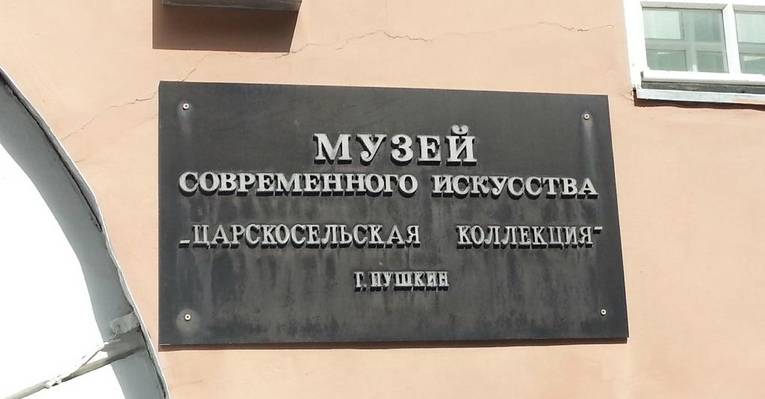 МУЗЕЙ
СОВРЕМЕННОГО ИСКУССТВА
„ЦАРСКОСЕЛЬСКАЯ КОЛЛЕКЦИЯ“
Г. ПУШКИН